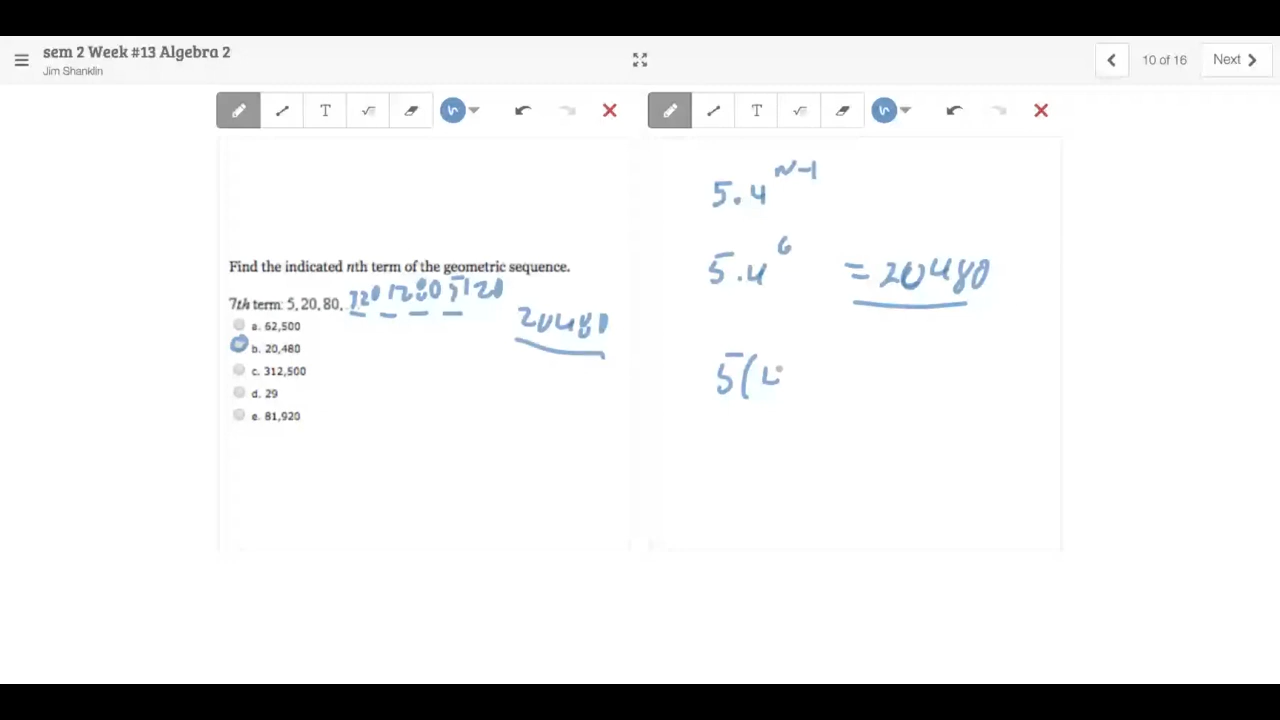 sem 2 Week #13 Algebra 2
Jim Shanklin
10 of 16
Next
T
T
Find the indicated nth term of the geometric sequence.
7th term: 5, 20, 80, 320 1280 5120
20480
a. 62,500
b. 20,480
c. 312,500
d. 29
e. 81,920
5.4^{N-1}
5.4^{6} = 20480
5(4